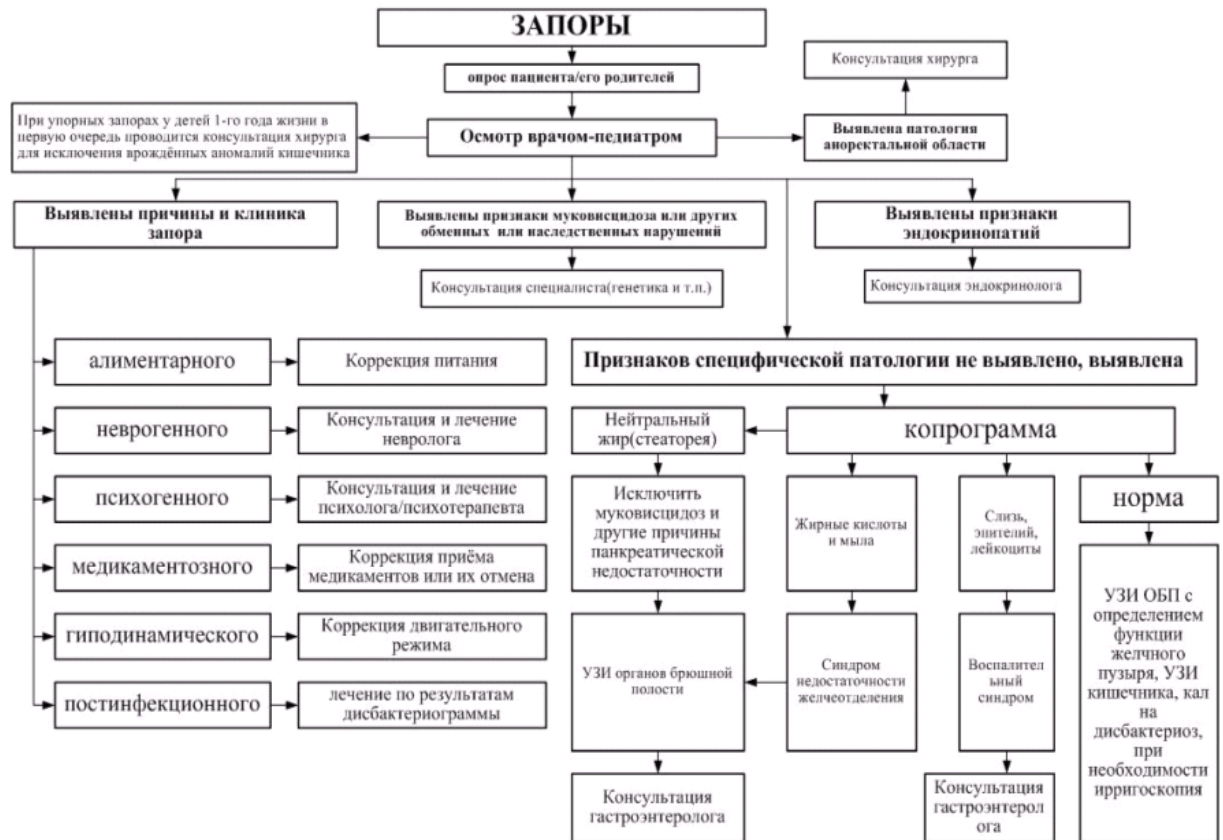 ЗАПОРЫ
опрос пациента/его родителей
Консультация хирурга
При упорных запорах у детей 1-го года жизни в
первую очередь проводится консультация хирурга
для исключения врождённых аномалий кишечника
Осмотр врачом-педиатром
Выявлена патология
аноректальной области
Выявлены причины и клиника
запора
Выявлены признаки муковисцидоза или других
обменных или наследственных нарушений
Выявлены признаки
эндокринопатий
Консультация специалиста(генетика и т.п.)
Консультация эндокринолога
алиментарного
Коррекция питания
неврогенного
Консультация и лечение
невролога
психогенного
Консультация и лечение
психолога/психотерапевта
медикаментозного
Коррекция приёма
медикаментов или их отмена
гиподинамического
Коррекция двигательного
режима
постинфекционного
лечение по результатам
дисбактериограммы
Признаков специфической патологии не выявлено, выявлена
Нейтральный
жир(стеаторея)
копрограмма
Исключить
муковисцидоз и
другие причины
панкреатической
недостаточности
Жирные кислоты
и мыла
Слизь,
эпителий,
лейкоциты
норма
УЗИ органов брюшной
полости
Синдром
недостаточности
желчеотделения
Воспалител
ьный
синдром
УЗИ ОБП с
определением
функции
желчного
пузыря, УЗИ
кишечника, кал
на
дисбактериоз,
при
необходимости
ирригоскопия
Консультация
гастроэнтеролога
Консультация
гастроэнтерол
ога